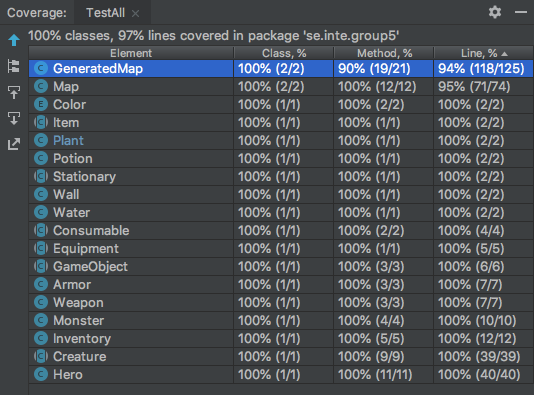 Coverage: TestAll ×
100% classes, 97% lines covered in package 'se.inte.group5'
Element Class, % Method, % Line, %
C GeneratedMap 100% (2/2) 90% (19/21) 94% (118/125)
C Map 100% (1/1) 100% (12/12) 95% (71/74)
E Color 100% (1/1) 100% (2/2) 100% (2/2)
C Item 100% (1/1) 100% (1/1) 100% (2/2)
C Plant 100% (1/1) 100% (1/1) 100% (2/2)
C Potion 100% (1/1) 100% (1/1) 100% (2/2)
C Stationary 100% (1/1) 100% (1/1) 100% (2/2)
C Wall 100% (1/1) 100% (1/1) 100% (2/2)
C Water 100% (1/1) 100% (1/1) 100% (2/2)
C Consumable 100% (1/1) 100% (2/2) 100% (4/4)
C Equipment 100% (1/1) 100% (1/1) 100% (5/5)
C GameObject 100% (1/1) 100% (3/3) 100% (6/6)
C Armor 100% (1/1) 100% (3/3) 100% (7/7)
C Weapon 100% (1/1) 100% (3/3) 100% (7/7)
C Monster 100% (1/1) 100% (4/4) 100% (10/10)
C Inventory 100% (1/1) 100% (5/5) 100% (12/12)
C Creature 100% (1/1) 100% (9/9) 100% (39/39)
C Hero 100% (1/1) 100% (11/11) 100% (40/40)